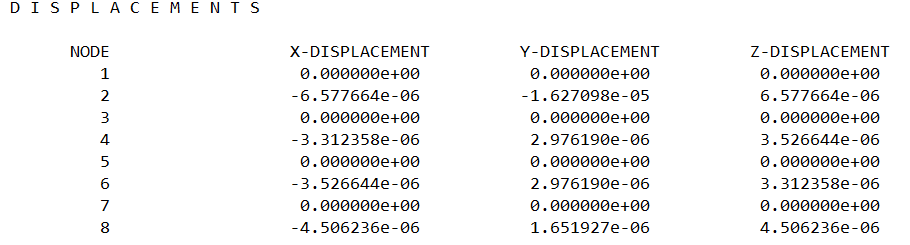 D I S P L A C E M E N T S
NODE X-DISPLACEMENT Y-DISPLACEMENT Z-DISPLACEMENT
1 0.000000e+00 0.000000e+00 0.000000e+00
2 -6.577664e-06 -1.627098e-05 6.577664e-06
3 0.000000e+00 0.000000e+00 0.000000e+00
4 -3.312358e-06 2.976190e-06 3.526644e-06
5 0.000000e+00 0.000000e+00 0.000000e+00
6 -3.526644e-06 2.976190e-06 3.312358e-06
7 0.000000e+00 0.000000e+00 0.000000e+00
8 -4.506236e-06 1.651927e-06 4.506236e-06